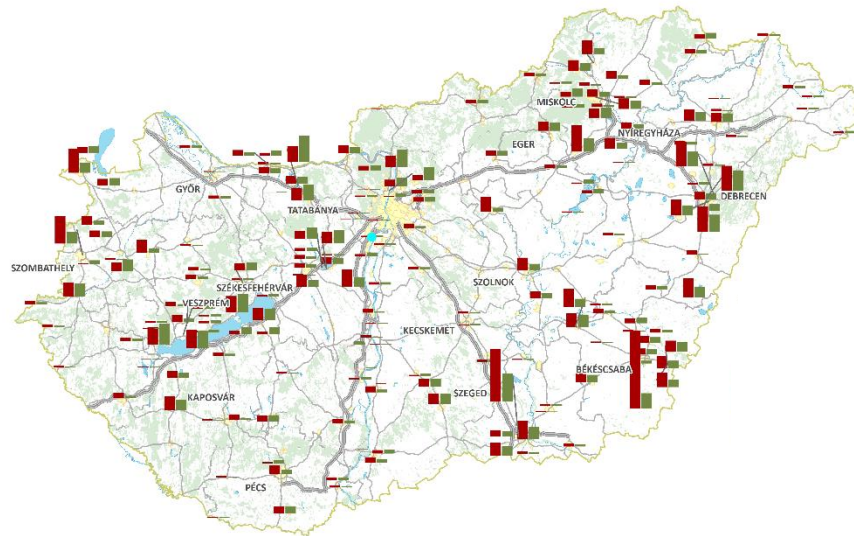 MISKOLC
NYÍREGYHÁZA
EGER
GYŐR
DEBRECEN
TATABÁNYA
SZOMBATHELY
SZOLNOK
SZÉKESFEHÉRVÁR
VESZPRÉM
KECSKEMÉT
BÉKÉSCSABA
KAPOSVÁR
SZEGED
PÉCS